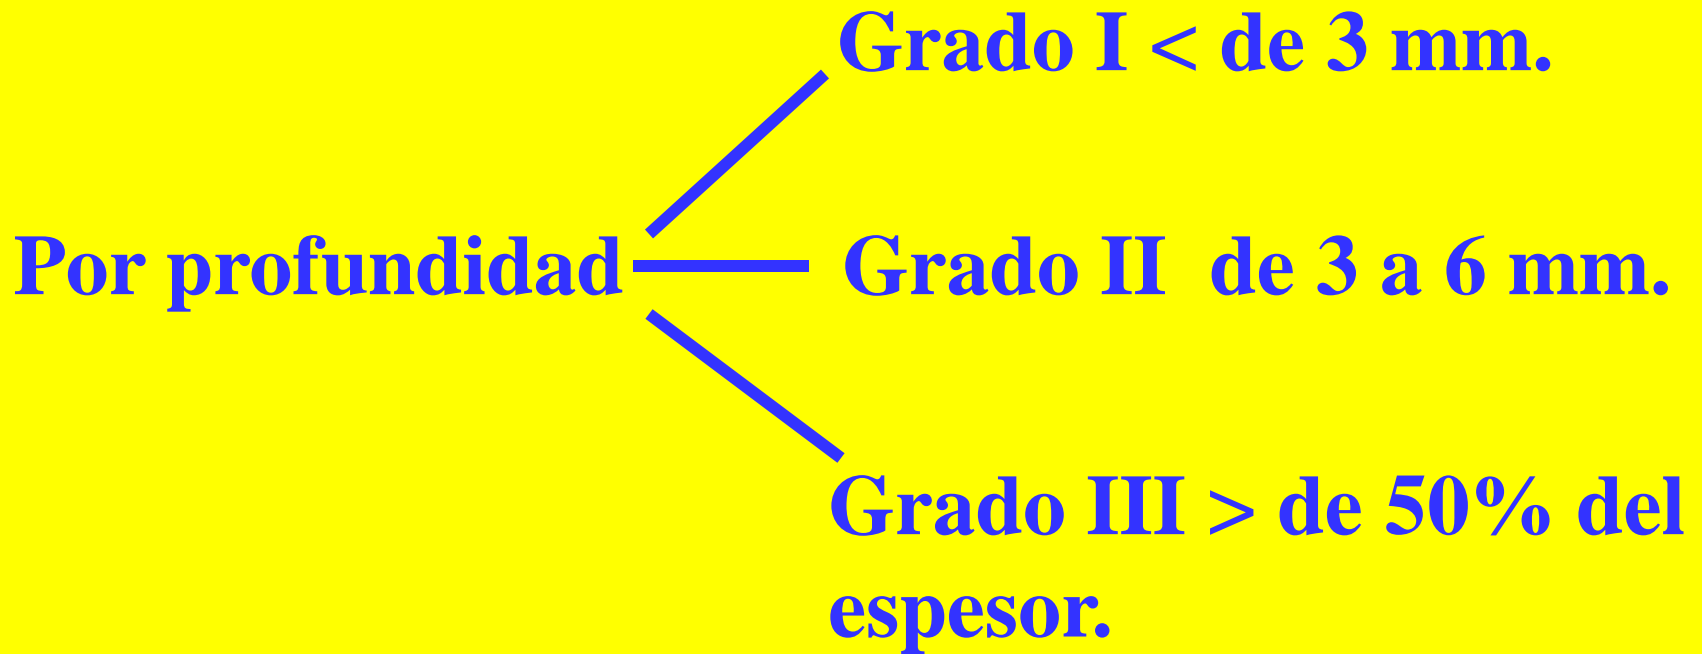 Grado I < de 3 mm.
Por profundidad
Grado II de 3 a 6 mm.
Grado III > de 50% del
espesor.